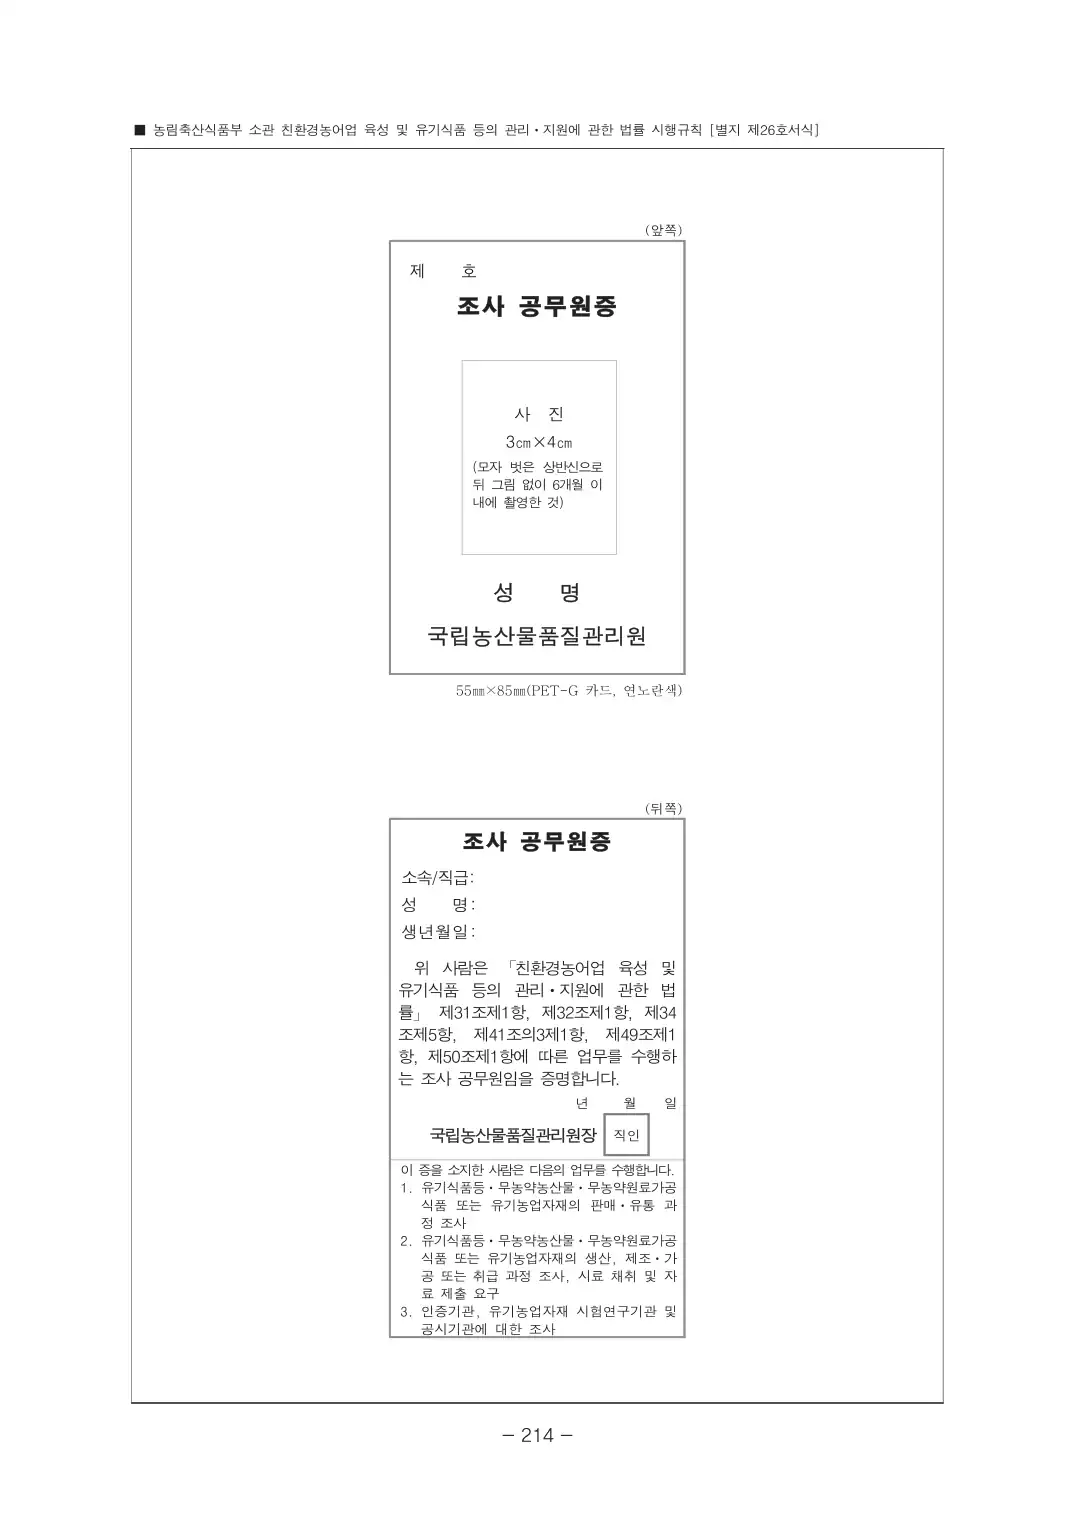 ■ 농림축산식품부 소관 친환경농어업 육성 및 유기식품 등의 관리・지원에 관한 법률 시행규칙 [별지 제26호서식]
(앞쪽)
제 호
조사 공무원증
사 진
3㎝×4㎝
(모자 벗은 상반신으로
뒤 그림 없이 6개월 이
내에 촬영한 것)
성 명
국립농산물품질관리원
55㎜×85㎜(PET-G 카드, 연노란색)
(뒤쪽)
조사 공무원증
소속/직급:
성 명:
생년월일:
위 사람은 「친환경농어업 육성 및
유기식품 등의 관리・지원에 관한 법
률」 제31조제1항, 제32조제1항, 제34
조제5항, 제41조의3제1항, 제49조제1
항, 제50조제1항에 따른 업무를 수행하
는 조사 공무원임을 증명합니다.
년 월 일
국립농산물품질관리원장 직인
이 증을 소지한 사람은 다음의 업무를 수행합니다.
1. 유기식품등・무농약농산물・무농약원료가공
식품 또는 유기농업자재의 판매・유통 과
정 조사
2. 유기식품등・무농약농산물・무농약원료가공
식품 또는 유기농업자재의 생산, 제조・가
공 또는 취급 과정 조사, 시료 채취 및 자
료 제출 요구
3. 인증기관, 유기농업자재 시험연구기관 및
공시기관에 대한 조사
- 214 -